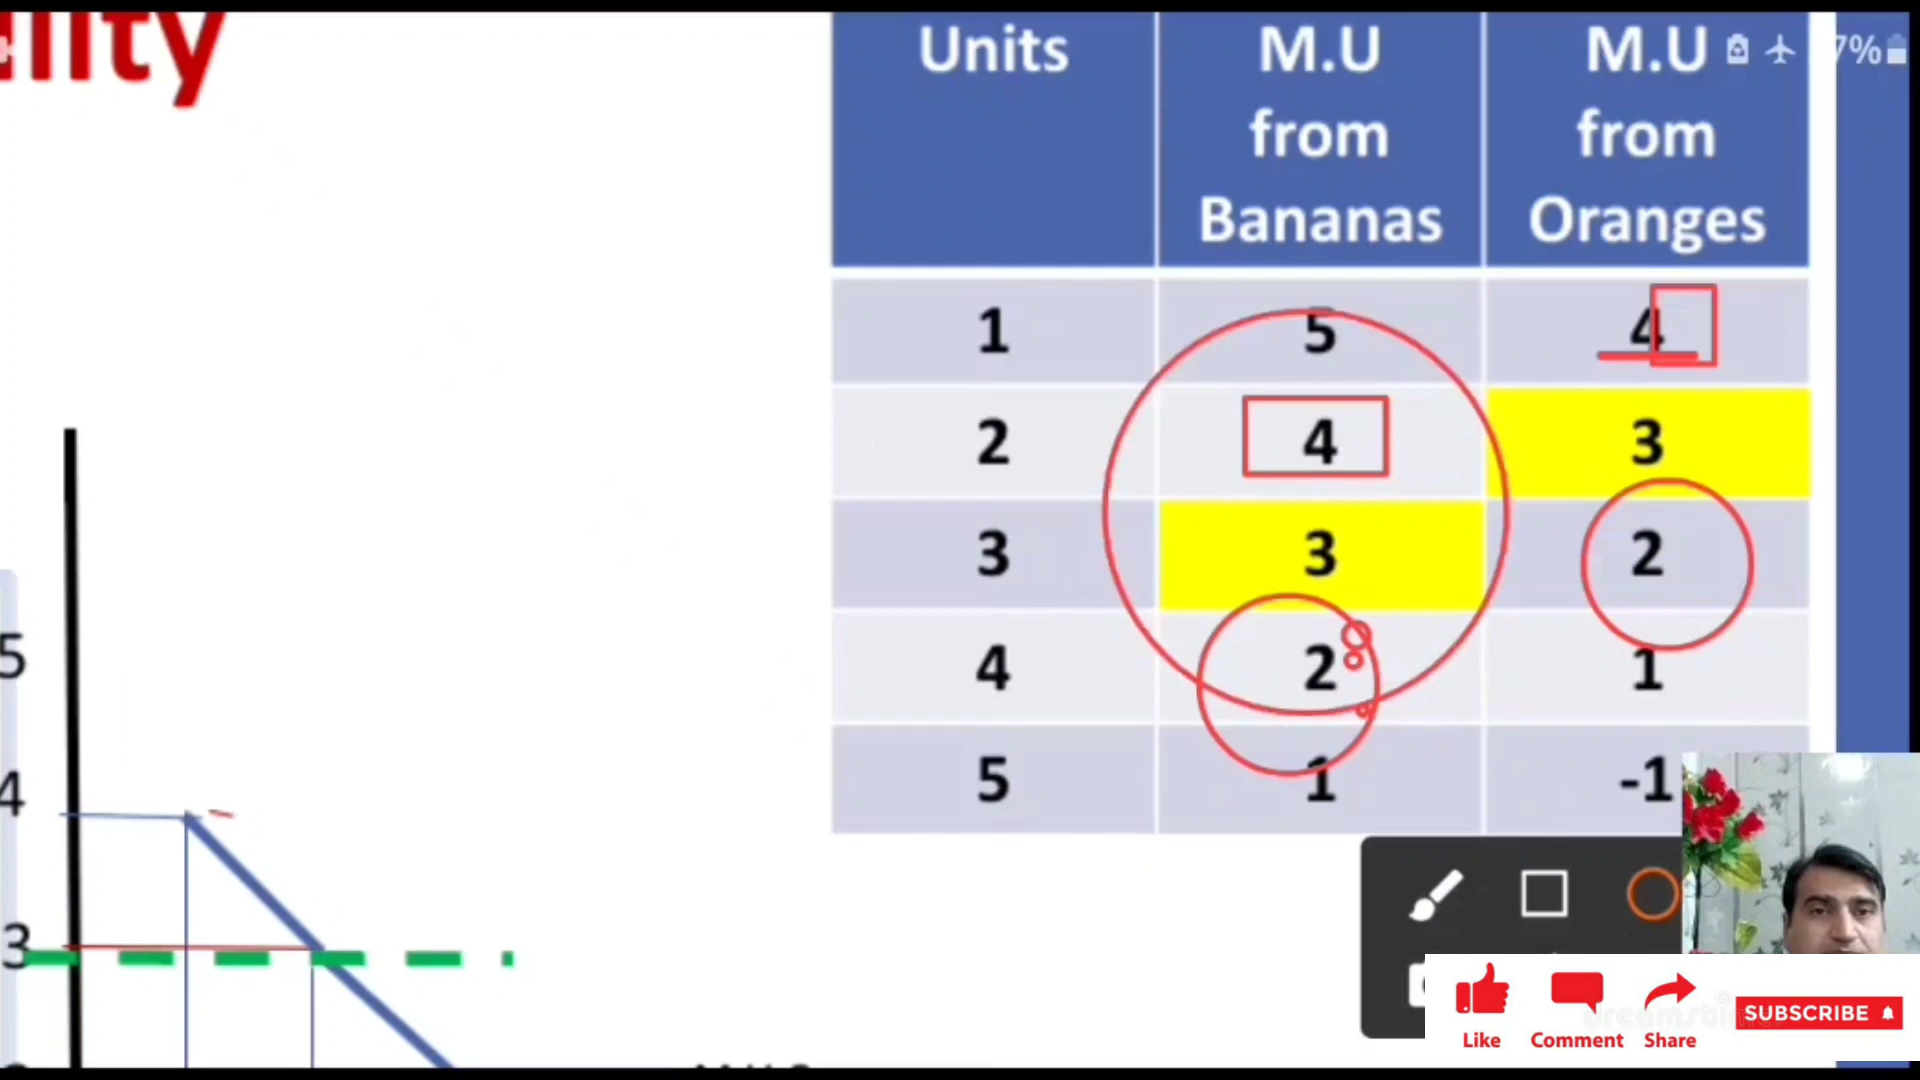 ility
7%
Units M.U from Bananas M.U from Oranges
1 5 4
2 4 3
3 3 2
4 2 1
5 1 -1
5
4
3
Like Comment Share SUBSCRIBE